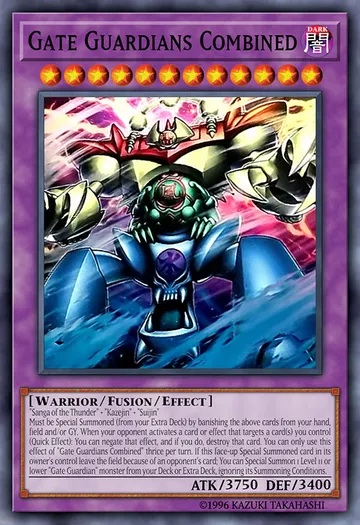 GATE GUARDIANS COMBINED
DARK
闇
[WARRIOR/FUSION/EFFECT]
"Sanga of the Thunder" + "Kazejin" + "Suijin"
Must be Special Summoned (from your Extra Deck) by banishing the above cards from your hand,
field and/or GY. When your opponent activates a card or effect that targets a card(s) you control
(Quick Effect): You can negate that effect, and if you do, destroy that card. You can only use this
effect of "Gate Guardians Combined" thrice per turn. If this face-up Special Summoned card in its
owner's control leave the field because of an opponent's card; You can Special Summon 1 Level 11 or
lower "Gate Guardian" monster from your Deck or Extra Deck, ignoring its Summoning Conditions.
ATK/3750 DEF/3400
©1996 KAZUKI TAKAHASHI